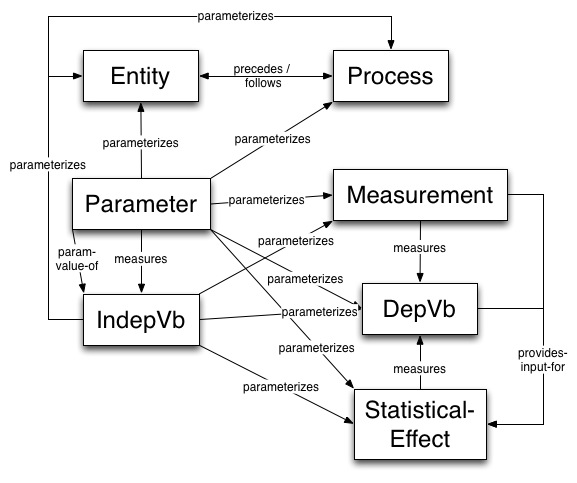 parameterizes
Entity
precedes /
follows
Process
parameterizes
parameterizes
parameterizes
Parameter
parameterizes
Measurement
param-
value-of
measures
parameterizes
measures
parameterizes
IndepVb
parameterizes
DepVb
parameterizes
provides-
input-for
measures
parameterizes
Statistical-
Effect